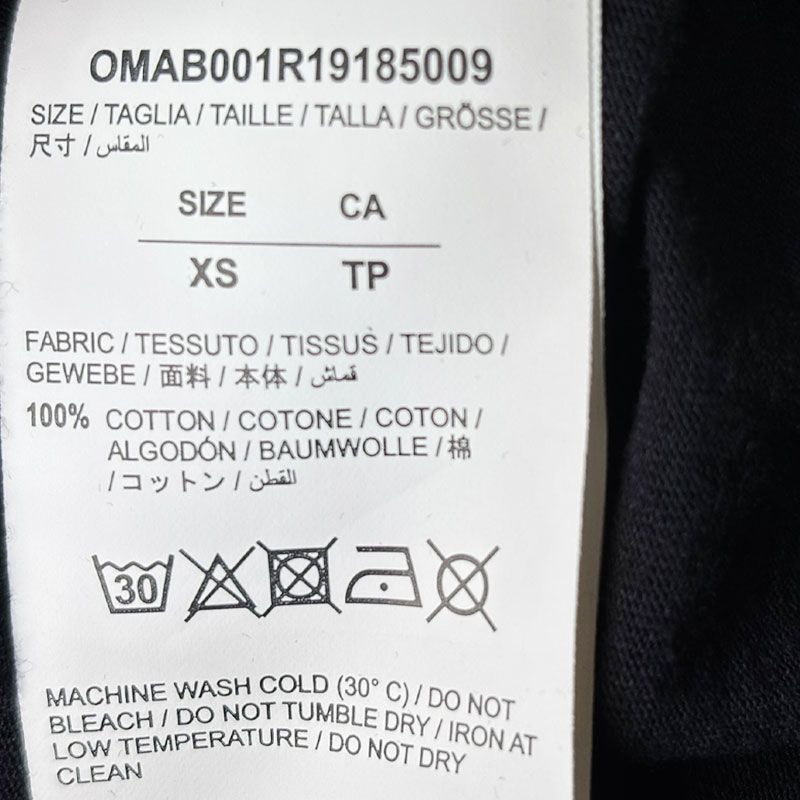 OMAB001R19185009
SIZE / TAGLIA / TAILLE / TALLA / GRÖSSE /
尺寸 / المقاس
SIZE CA
XS TP
FABRIC / TESSUTO / TISSUS / TEJIDO /
GEWEBE / 面料 / 本体 / قماش
100% COTTON / COTONE / COTON /
ALGODÓN / BAUMWOLLE / 棉
/ コットン / القطن
30
MACHINE WASH COLD (30° C) / DO NOT
BLEACH / DO NOT TUMBLE DRY / IRON AT
LOW TEMPERATURE / DO NOT DRY
CLEAN